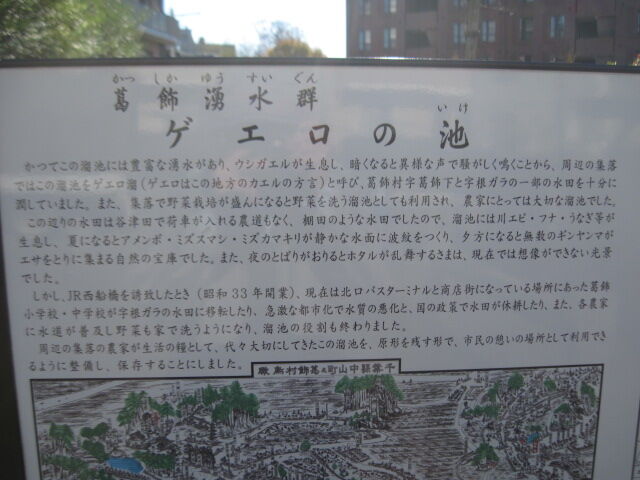 かつ しか ゆう すい ぐん
葛飾湧水群
いけ
ゲエロの池
かつてこの溜池には豊富な湧水があり、ウシガエルが生息し、暗くなると異様な声で騒がしく鳴くことから、周辺の集落
ではこの溜池をゲエロ溜(ゲエロはこの地方のカエルの方言)と呼び、葛飾村字葛飾下と字根ガラの一部の水田を十分に
潤していました。また、集落で野菜栽培が盛んになると野菜を洗う溜池としても利用され、農家にとっては大切な溜池でした。
この辺りの水田は谷津田で荷車が入れる農道もなく、棚田のような水田でしたので、溜池には川エビ・フナ・うなぎ等が
生息し、夏になるとアメンボ・ミズスマシ・ミズカマキリが静かな水面に波紋をつくり、夕方になると無数のギンヤンマが
エサをとりに集まる自然の宝庫でした。また、夜のとばりがおりるとホタルが乱舞するさまは、現在では想像ができない光景
でした。
しかし、JR西船橋を誘致したとき(昭和33年開業)、現在は北口バスターミナルと商店街になっている場所にあった葛飾
小学校・中学校が字根ガラの水田に移転したり、急激な都市化で水質の悪化と、国の政策で水田が休耕したり、また、各農家
に水道が普及し野菜も家で洗うようになり、溜池の役割も終わりました。
周辺の集落の農家が生活の糧として、代々大切にしてきたこの溜池を、原形を残す形で、市民の憩いの場所として利用でき
るように整備し、保存することにしました。
千葉縣中山町及葛飾村鳥瞰